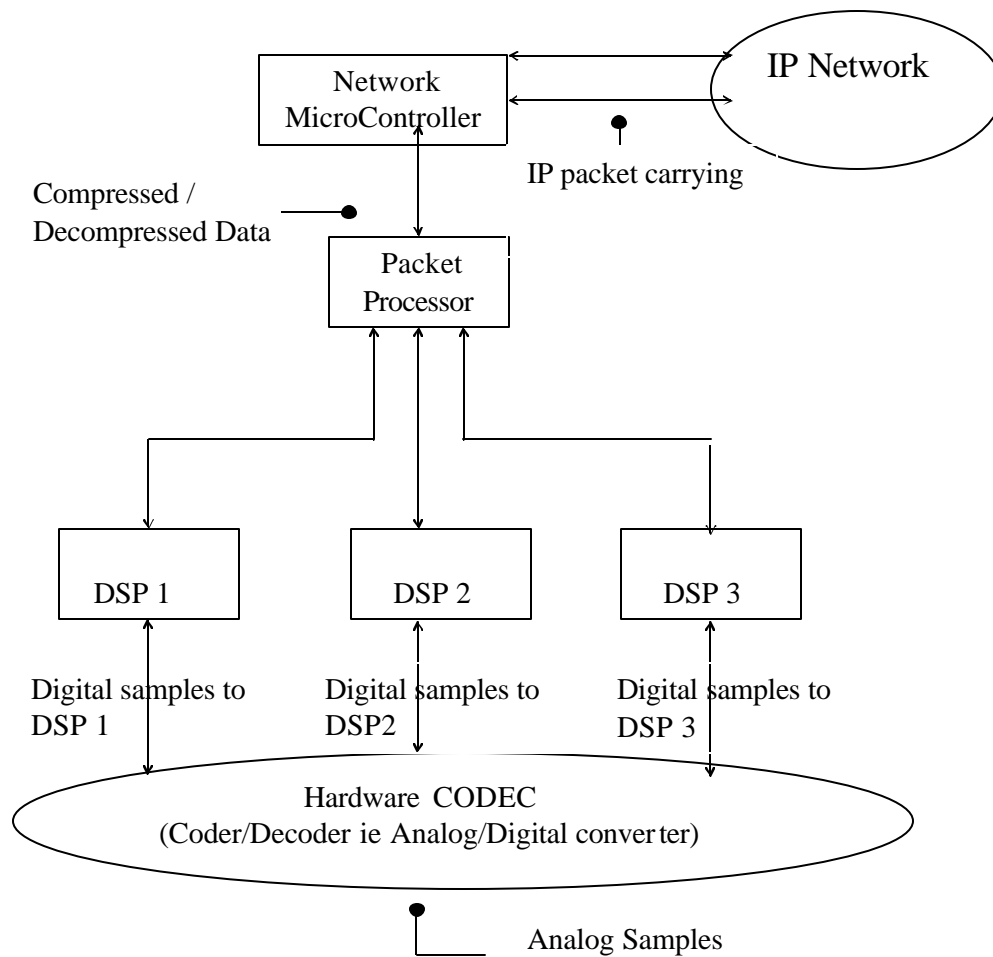 IP Network
Network
MicroController
IP packet carrying
Compressed /
Decompressed Data
Packet
Processor
DSP 1
DSP 2
DSP 3
Digital samples to
DSP 1
Digital samples to
DSP2
Digital samples to
DSP 3
Hardware CODEC
(Coder/Decoder ie Analog/Digital converter)
Analog Samples